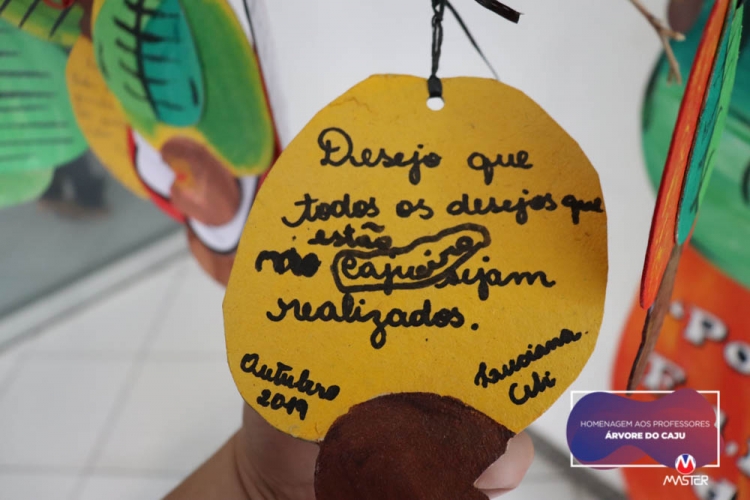 Desejo que
todos os desejos que
estão
no Cajueiro sejam
realizados.
Outubro
2019
Luciana
HOMENAGEM AOS PROFESSORES
ÁRVORE DO CAJU
M
MASTER